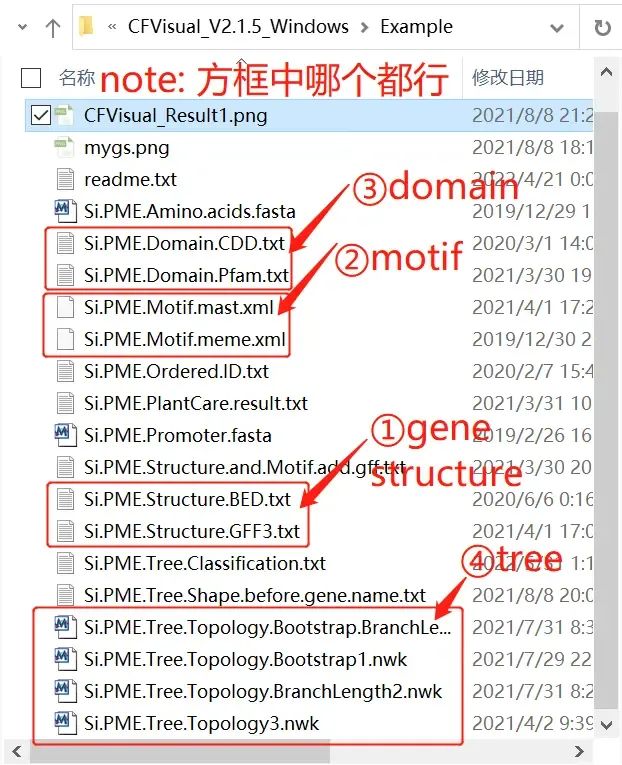 « CFVisual_V2.1.5_Windows > Example
名称 note: 方框中哪个都行 修改日期
CFVisual_Result1.png 2021/8/8 21:2
mygs.png 2021/8/8 18:1
readme.txt 2022/4/21 0:0
③domain
Si.PME.Amino.acids.fasta 2019/12/29 1
Si.PME.Domain.CDD.txt 2020/3/1 14:0
②motif
Si.PME.Domain.Pfam.txt 2021/3/30 19
Si.PME.Motif.mast.xml 2021/4/1 17:2
Si.PME.Motif.meme.xml 2019/12/30 2
Si.PME.Ordered.ID.txt 2020/2/7 15:4
Si.PME.PlantCare.result.txt 2021/3/31 10
①gene
Si.PME.Promoter.fasta 2019/2/26 16
structure
Si.PME.Structure.and.Motif.add.gff.txt 2021/3/30 20
Si.PME.Structure.BED.txt 2020/6/6 0:16
Si.PME.Structure.GFF3.txt 2021/4/1 17:0
④tree
Si.PME.Tree.Classification.txt 1:1
Si.PME.Tree.Shape.before.gene.name.txt 2021/8/8 20:0
Si.PME.Tree.Topology.Bootstrap.BranchLe... 2021/7/31 8:3
Si.PME.Tree.Topology.Bootstrap1.nwk 2021/7/29 22
Si.PME.Tree.Topology.BranchLength2.nwk 2021/7/31 8:2
Si.PME.Tree.Topology3.nwk 2021/4/2 9:39